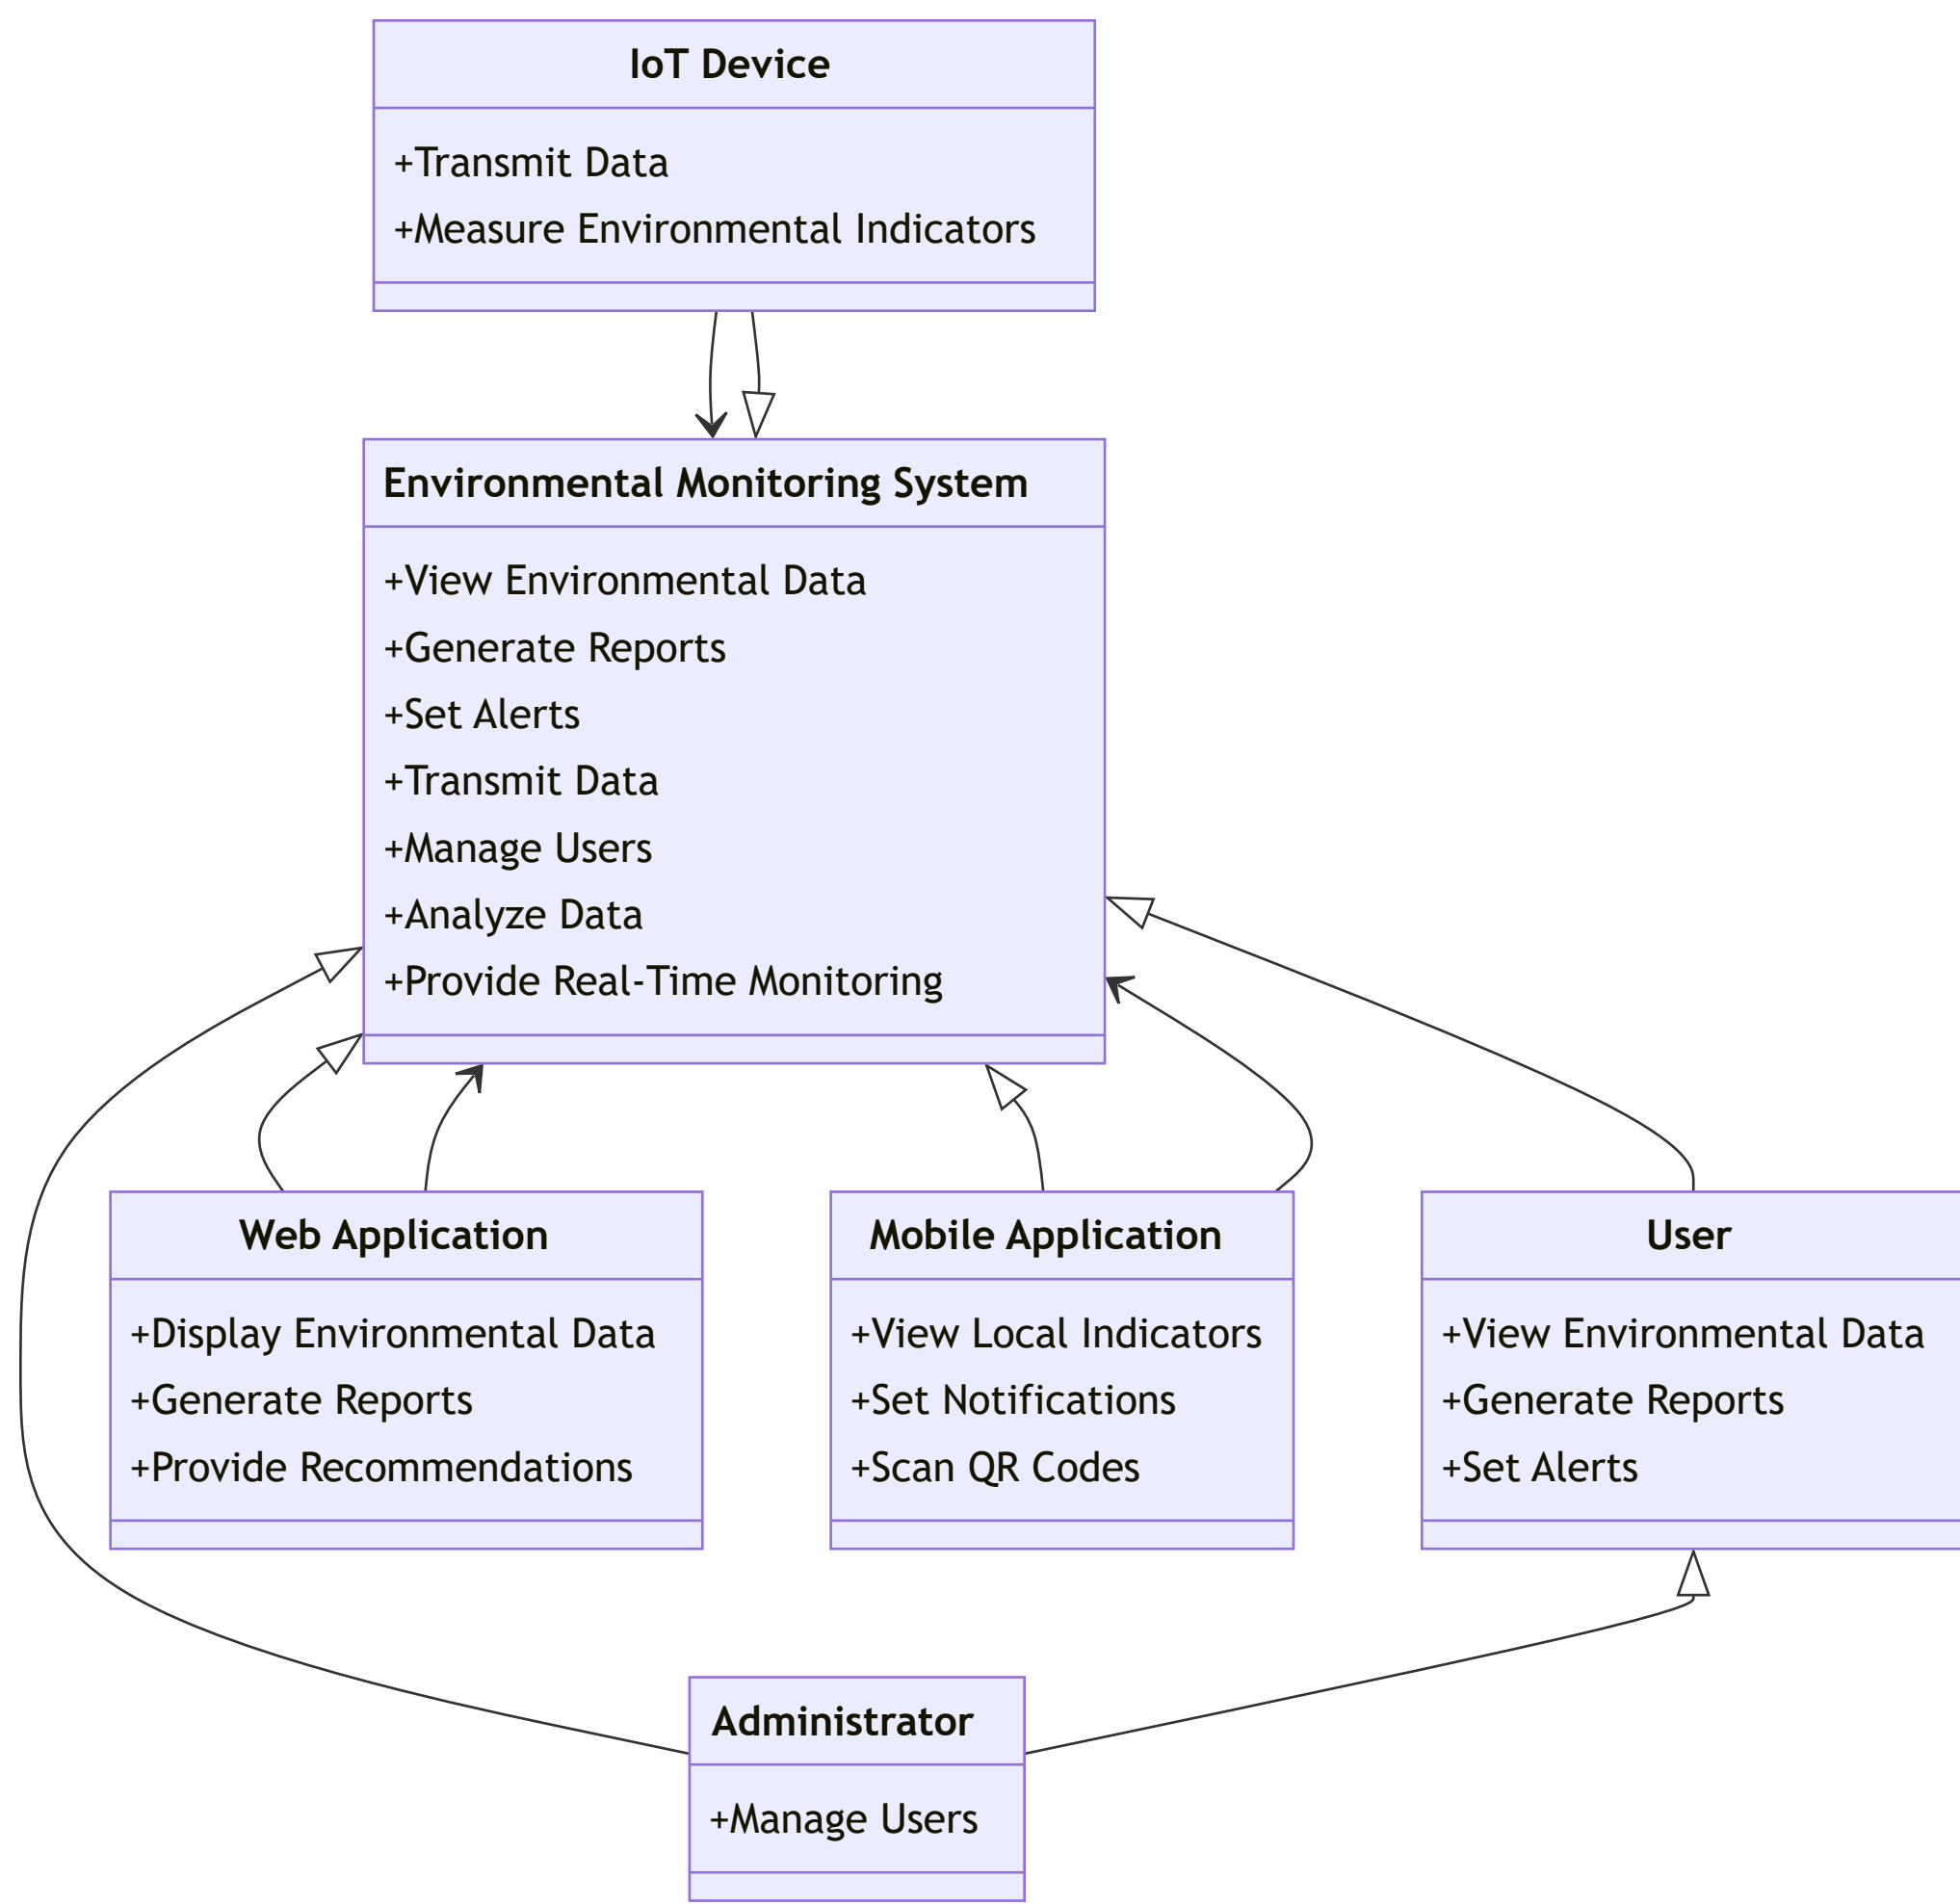 IoT Device
+Transmit Data
+Measure Environmental Indicators
Environmental Monitoring System
+View Environmental Data
+Generate Reports
+Set Alerts
+Transmit Data
+Manage Users
+Analyze Data
+Provide Real-Time Monitoring
Web Application
+Display Environmental Data
+Generate Reports
+Provide Recommendations
Mobile Application
+View Local Indicators
+Set Notifications
+Scan QR Codes
User
+View Environmental Data
+Generate Reports
+Set Alerts
Administrator
+Manage Users